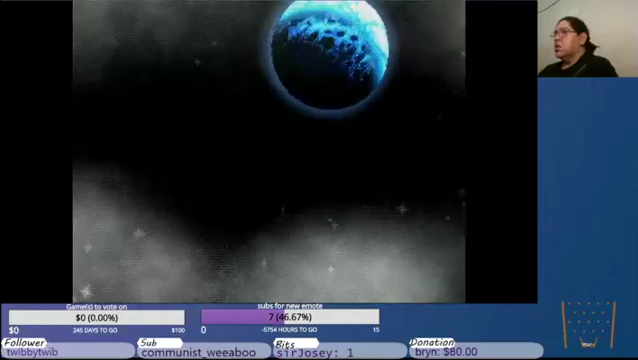 Game(s) to vote on
$0 (0.00%)
$0
245 DAYS TO GO
$100
subs for new emote
7 (46.67%)
0
-5754 HOURS TO GO
15
Follower
twibbytwib
Sub
communist_weeaboo
Bits
sirJosey: 1
Donation
bryn: $80.00